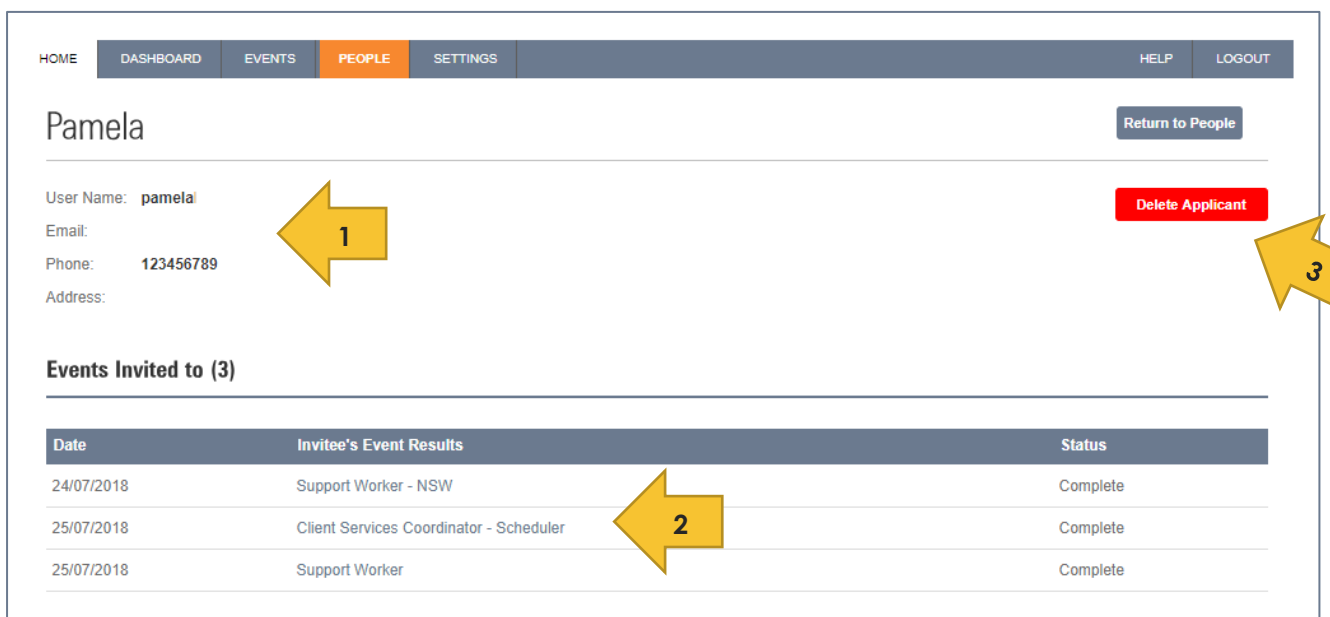 HOME DASHBOARD EVENTS PEOPLE SETTINGS HELP LOGOUT
Pamela Return to People
User Name: pamela Delete Applicant
Email: 1
Phone: 123456789 3
Address:
Events Invited to (3)
Date Invitee's Event Results Status
24/07/2018 Support Worker - NSW Complete
25/07/2018 Client Services Coordinator - Scheduler 2 Complete
25/07/2018 Support Worker Complete